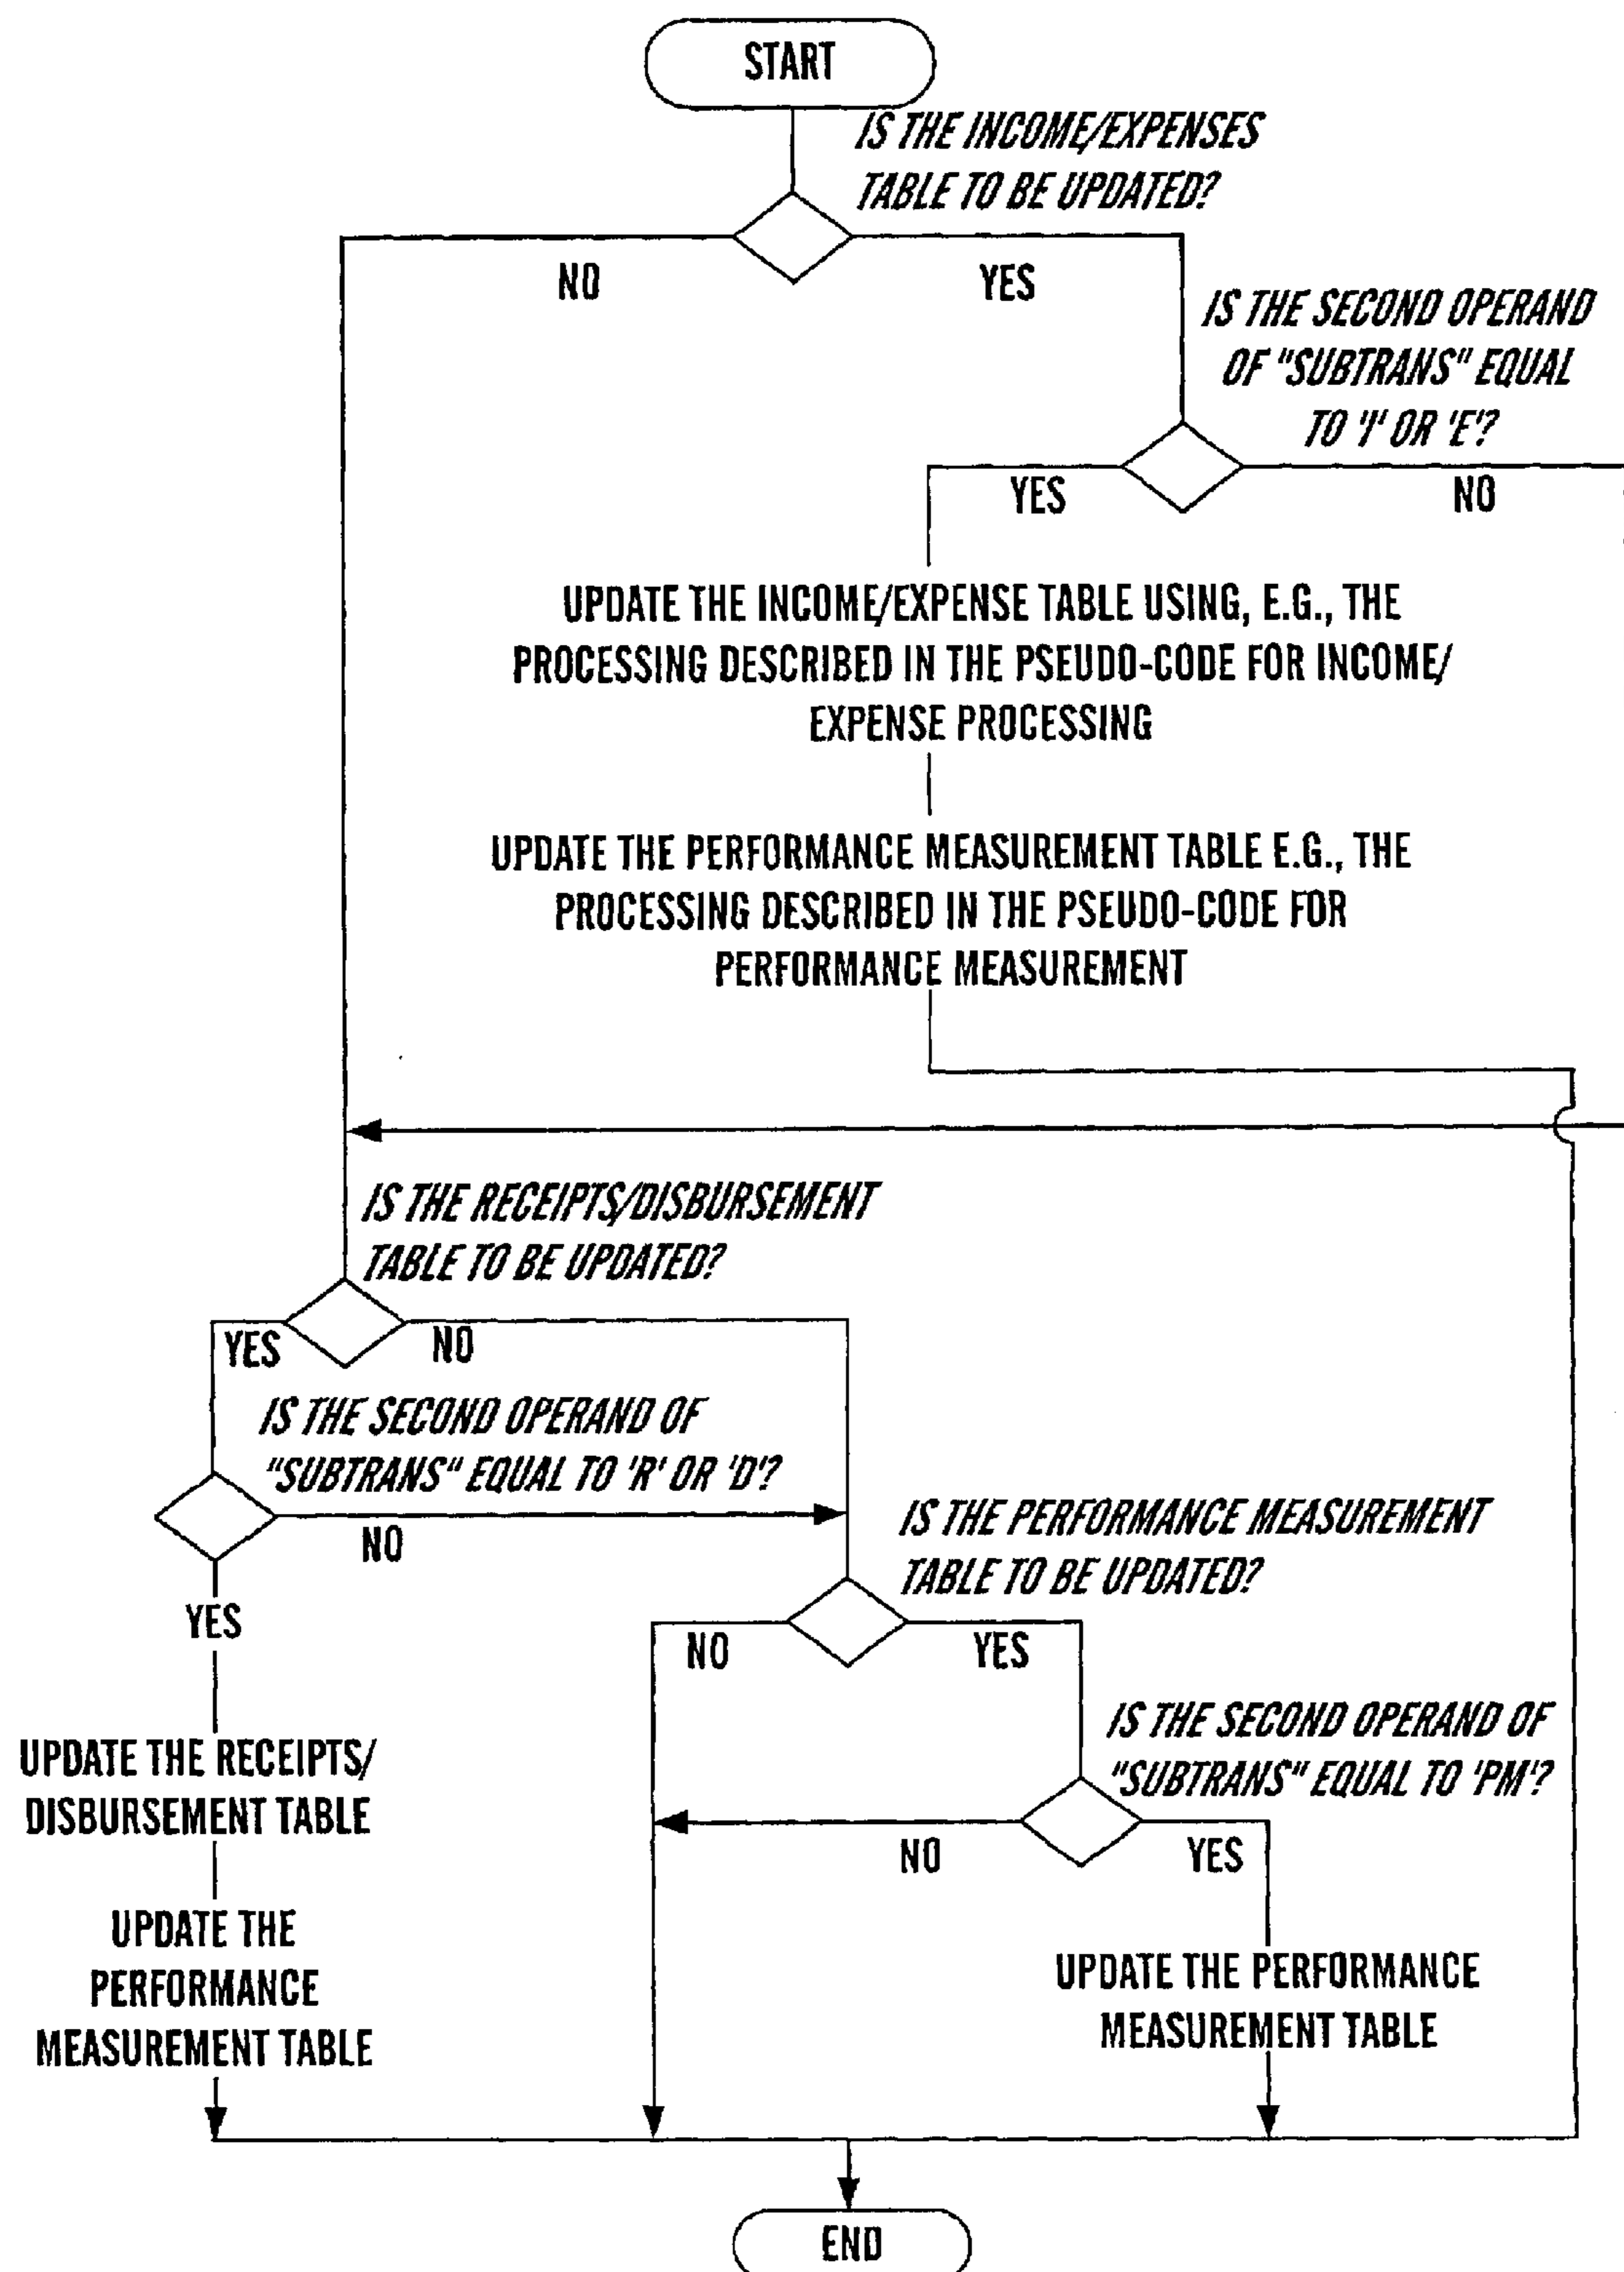 START
IS THE INCOME/EXPENSES
TABLE TO BE UPDATED?
NO
YES
IS THE SECOND OPERAND
OF "SUBTRANS" EQUAL
TO 'I' OR 'E'?
YES
NO
UPDATE THE INCOME/EXPENSE TABLE USING, E.G., THE
PROCESSING DESCRIBED IN THE PSEUDO-CODE FOR INCOME/
EXPENSE PROCESSING
UPDATE THE PERFORMANCE MEASUREMENT TABLE E.G., THE
PROCESSING DESCRIBED IN THE PSEUDO-CODE FOR
PERFORMANCE MEASUREMENT
IS THE RECEIPTS/DISBURSEMENT
TABLE TO BE UPDATED?
YES
NO
IS THE SECOND OPERAND OF
"SUBTRANS" EQUAL TO 'R' OR 'D'?
NO
YES
IS THE PERFORMANCE MEASUREMENT
TABLE TO BE UPDATED?
NO
YES
IS THE SECOND OPERAND OF
"SUBTRANS" EQUAL TO 'PM'?
NO
YES
UPDATE THE RECEIPTS/
DISBURSEMENT TABLE
UPDATE THE
PERFORMANCE
MEASUREMENT TABLE
UPDATE THE PERFORMANCE
MEASUREMENT TABLE
END